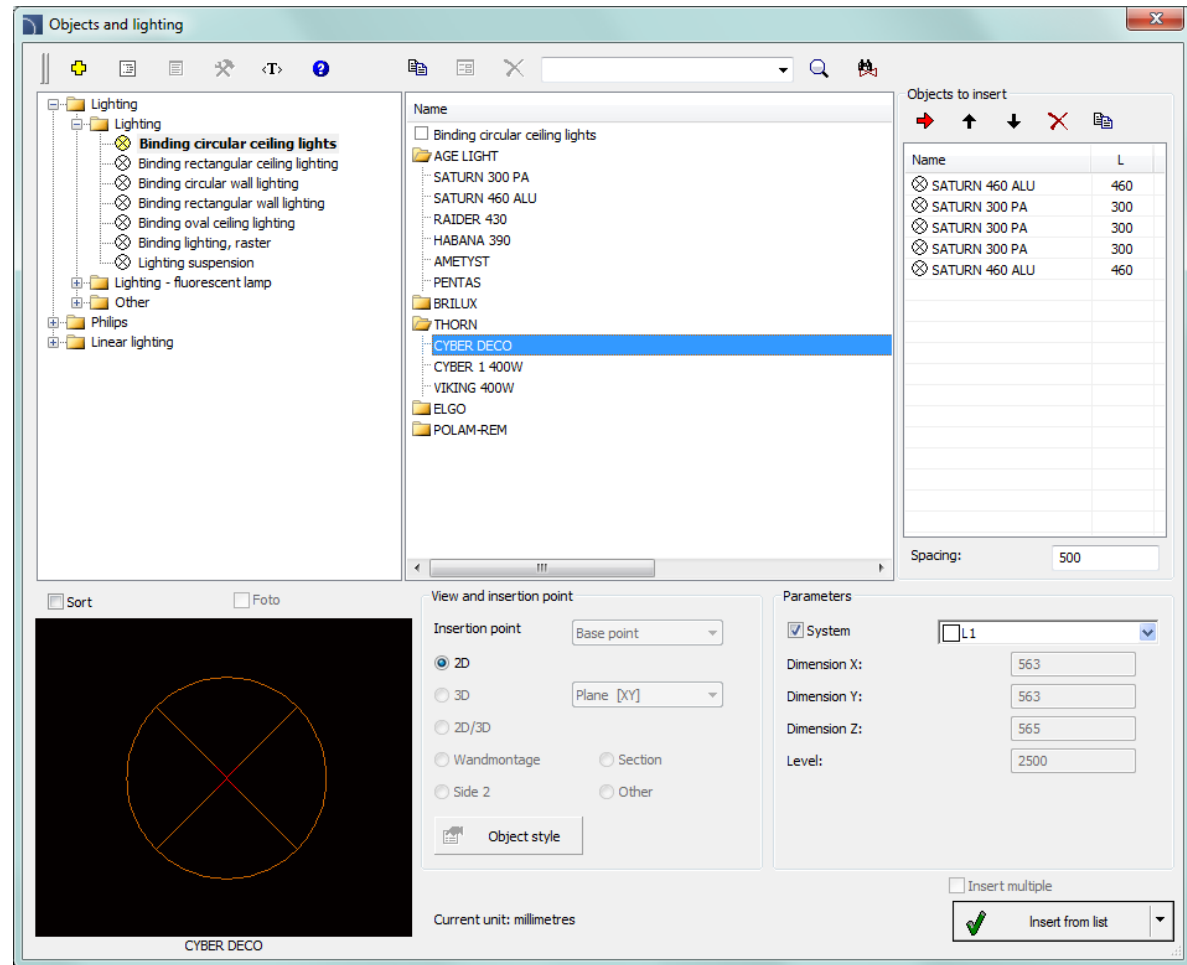 Objects and lighting
<T>
Lighting
Lighting
Binding circular ceiling lights
Binding rectangular ceiling lighting
Binding circular wall lighting
Binding rectangular wall lighting
Binding oval ceiling lighting
Binding lighting, raster
Lighting suspension
Lighting - fluorescent lamp
Other
Philips
Linear lighting
Name
Binding circular ceiling lights
AGE LIGHT
SATURN 300 PA
SATURN 460 ALU
RAIDER 430
HABANA 390
AMETYST
PENTAS
BRILUX
THORN
CYBER DECO
CYBER 1 400W
VIKING 400W
ELGO
POLAM-REM
Objects to insert
Name L
SATURN 460 ALU 460
SATURN 300 PA 300
SATURN 300 PA 300
SATURN 300 PA 300
SATURN 460 ALU 460
Spacing: 500
Sort Foto
CYBER DECO
View and insertion point
Insertion point Base point
2D
3D Plane [XY]
2D/3D
Wandmontage Section
Side 2 Other
Object style
Current unit: millimetres
Parameters
System L1
Dimension X: 563
Dimension Y: 563
Dimension Z: 565
Level: 2500
Insert multiple
Insert from list